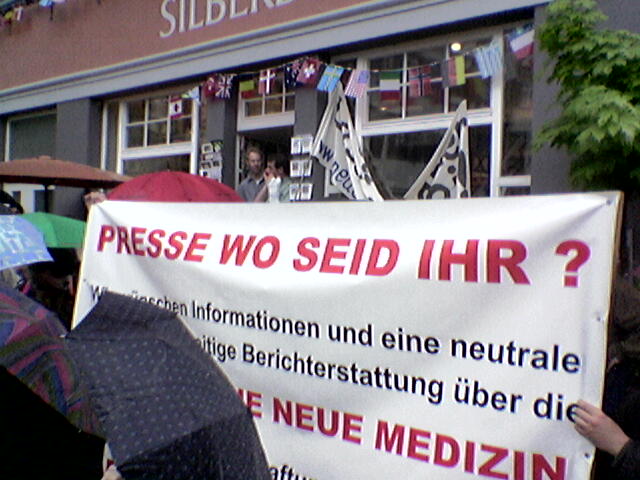 SILBER
PRESSE WO SEID IHR ?
Informationen und eine neutrale
Berichterstattung über die
NEUE MEDIZIN